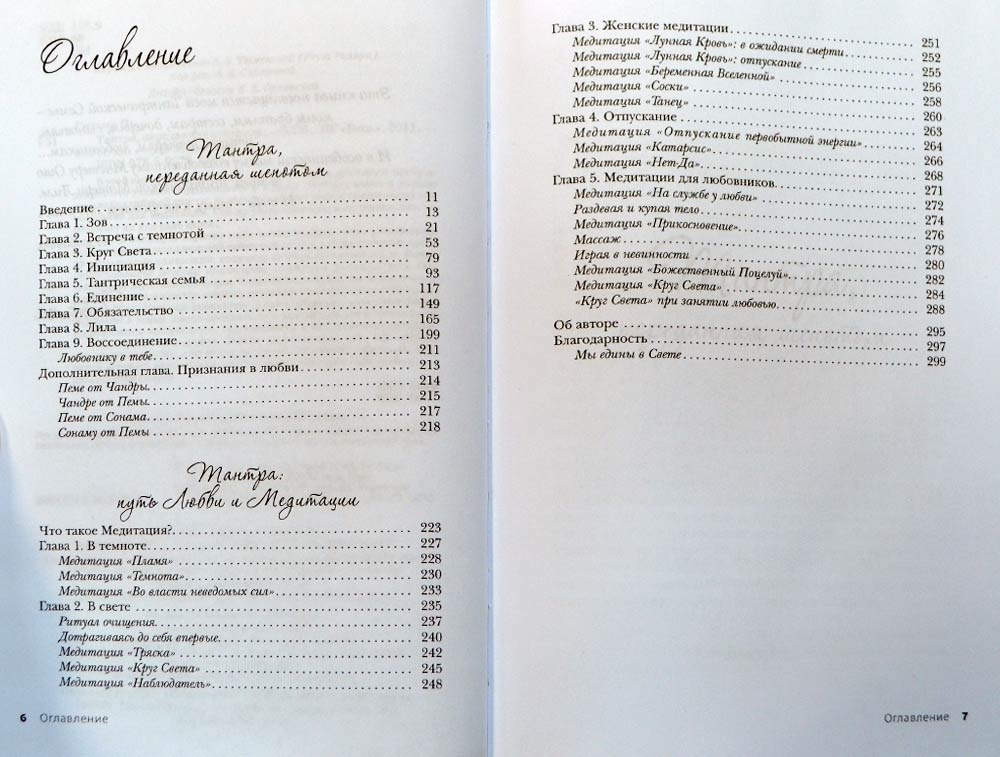 Оглавление
Тантра,
переданная шепотом
Введение 11
Глава 1. Зов 13
Глава 2. Встреча с темнотой 21
Глава 3. Круг Света 53
Глава 4. Инициация 79
Глава 5. Тантрическая семья 93
Глава 6. Единение 117
Глава 7. Обязательство 149
Глава 8. Лила 165
Глава 9. Воссоединение 199
Любовнику в тебе 211
Дополнительная глава. Признания в любви 213
Пеме от Чандры 214
Чандре от Пемы 215
Пеме от Сонама 217
Сонаму от Пемы 218
Тантра:
путь Любви и Медитации
Что такое Медитация? 223
Глава 1. В темноте 227
Медитация «Пламя» 228
Медитация «Темнота» 230
Медитация «Во власти неведомых сил» 233
Глава 2. В свете 235
Ритуал очищения 237
Дотрагиваясь до себя впервые 240
Медитация «Тряска» 242
Медитация «Круг Света» 245
Медитация «Наблюдатель» 248
6 Оглавление
Глава 3. Женские медитации 251
Медитация «Лунная Кровь»: в ожидании смерти 252
Медитация «Лунная Кровь»: отпускание 255
Медитация «Беременная Вселенной» 256
Медитация «Соски» 258
Медитация «Танец» 260
Глава 4. Отпускание 263
Медитация «Отпускание первобытной энергии» 264
Медитация «Катарсис» 266
Медитация «Нет-Да» 268
Глава 5. Медитации для любовников 271
Медитация «На службе у любви» 272
Раздевая и купая тело 274
Медитация «Прикосновение» 276
Массаж 278
Играя в невинности 280
Медитация «Божественный Поцелуй» 282
Медитация «Круг Света» 284
«Круг Света» при занятии любовью 288
Об авторе 295
Благодарность 297
Мы едины в Свете 299
Оглавление 7